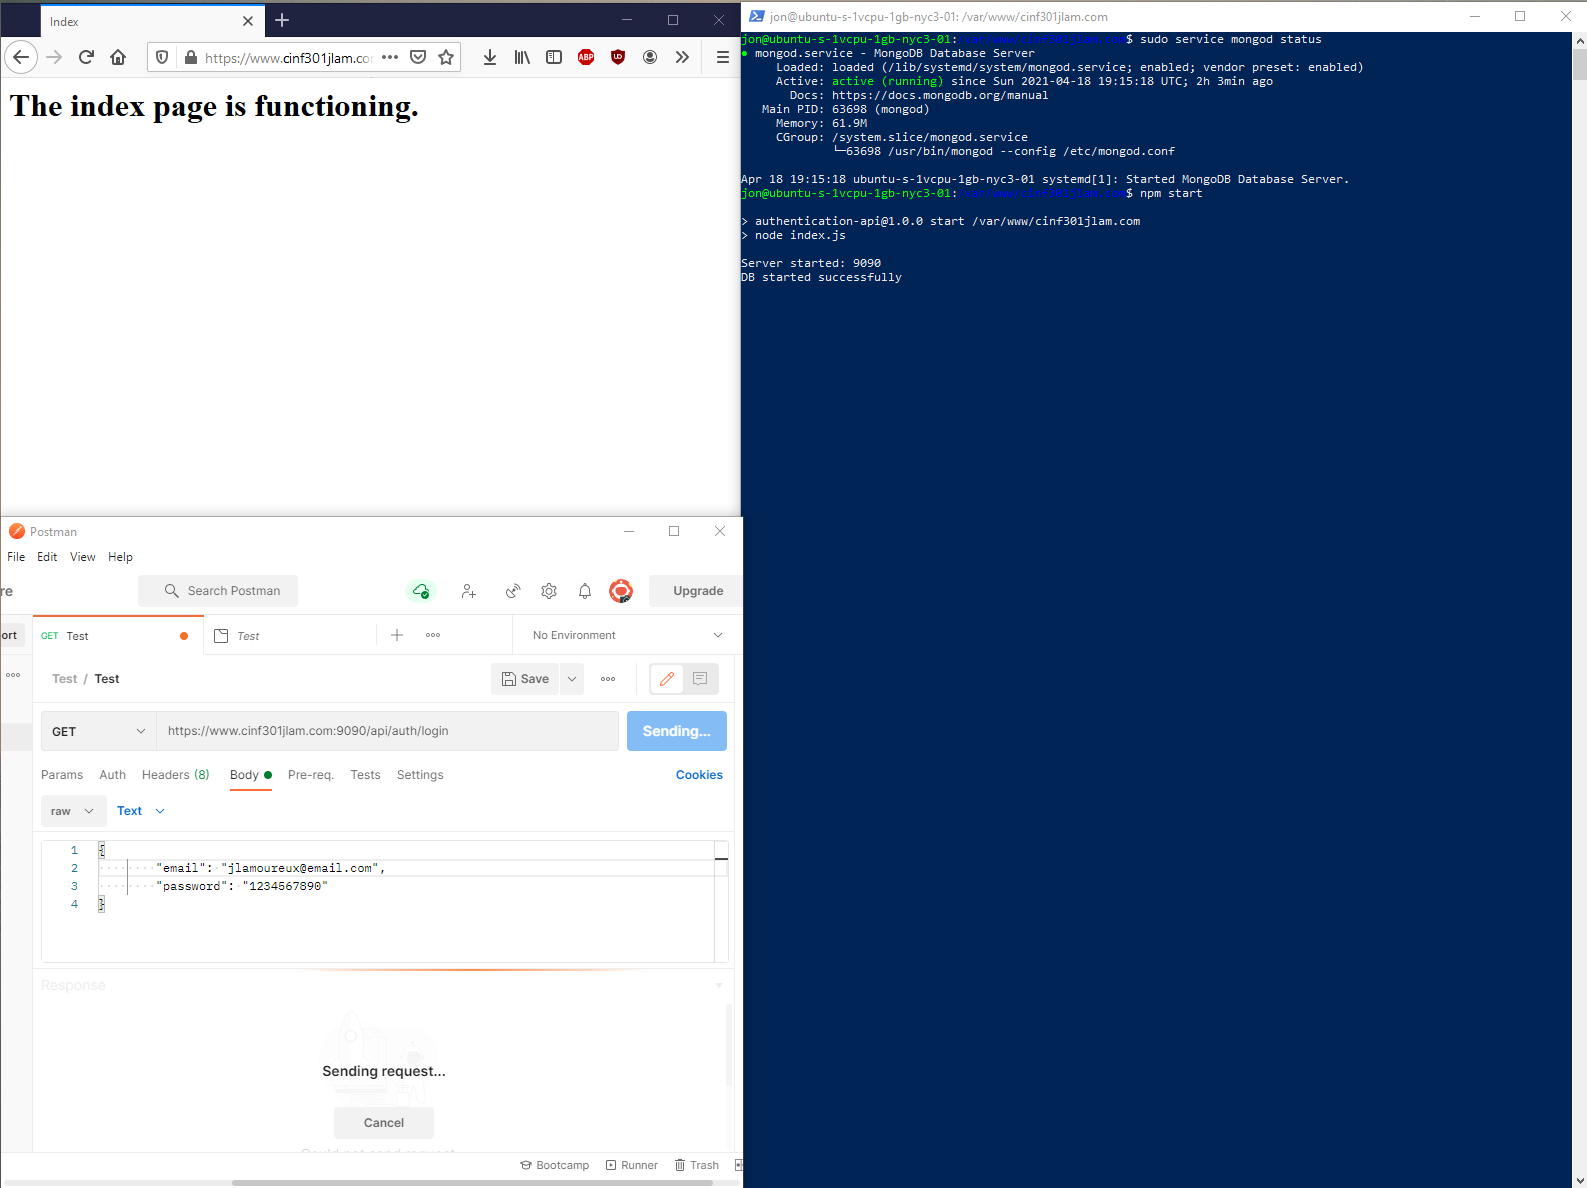 Index
https://www.cinf301jlam.co
ABP
The index page is functioning.
jon@ubuntu-s-1vcpu-1gb-nyc3-01: /var/www/cinf301jlam.com
jon@ubuntu-s-1vcpu-1gb-nyc3-01:/var/www/cinf301jlam.com$ sudo service mongod status
● mongod.service - MongoDB Database Server
Loaded: loaded (/lib/systemd/system/mongod.service; enabled; vendor preset: enabled)
Active: active (running) since Sun 2021-04-18 19:15:18 UTC; 2h 3min ago
Docs: https://docs.mongodb.org/manual
Main PID: 63698 (mongod)
Memory: 61.9M
CGroup: /system.slice/mongod.service
└─63698 /usr/bin/mongod --config /etc/mongod.conf
Apr 18 19:15:18 ubuntu-s-1vcpu-1gb-nyc3-01 systemd[1]: Started MongoDB Database Server.
jon@ubuntu-s-1vcpu-1gb-nyc3-01:/var/www/cinf301jlam.com$ npm start
> authentication-api@1.0.0 start /var/www/cinf301jlam.com
> node index.js
Server started: 9090
DB started successfully
Postman
File Edit View Help
re Search Postman Upgrade
ort GET Test Test No Environment
Test / Test Save
GET https://www.cinf301jlam.com:9090/api/auth/login Sending...
Params Auth Headers (8) Body Pre-req. Tests Settings Cookies
raw Text
1 {
2 "email": "jlamoureux@email.com",
3 "password": "1234567890"
4 }
Response
Sending request...
Cancel
Could not send request
Bootcamp Runner Trash